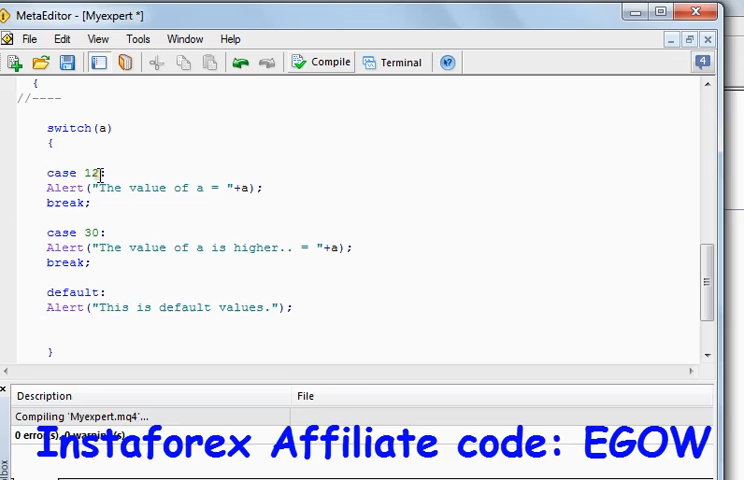 MetaEditor - [Myexpert *]
File Edit View Tools Window Help
Compile Terminal 4
{
//----
switch(a)
{
case 12:
Alert("The value of a = "+a);
break;
case 30:
Alert("The value of a is higher.. = "+a);
break;
default:
Alert("This is default values.");
}
Description File
Compiling 'Myexpert.mq4'...
0 error(s), 0 warning(s)
Instaforex Affiliate code: EGOW